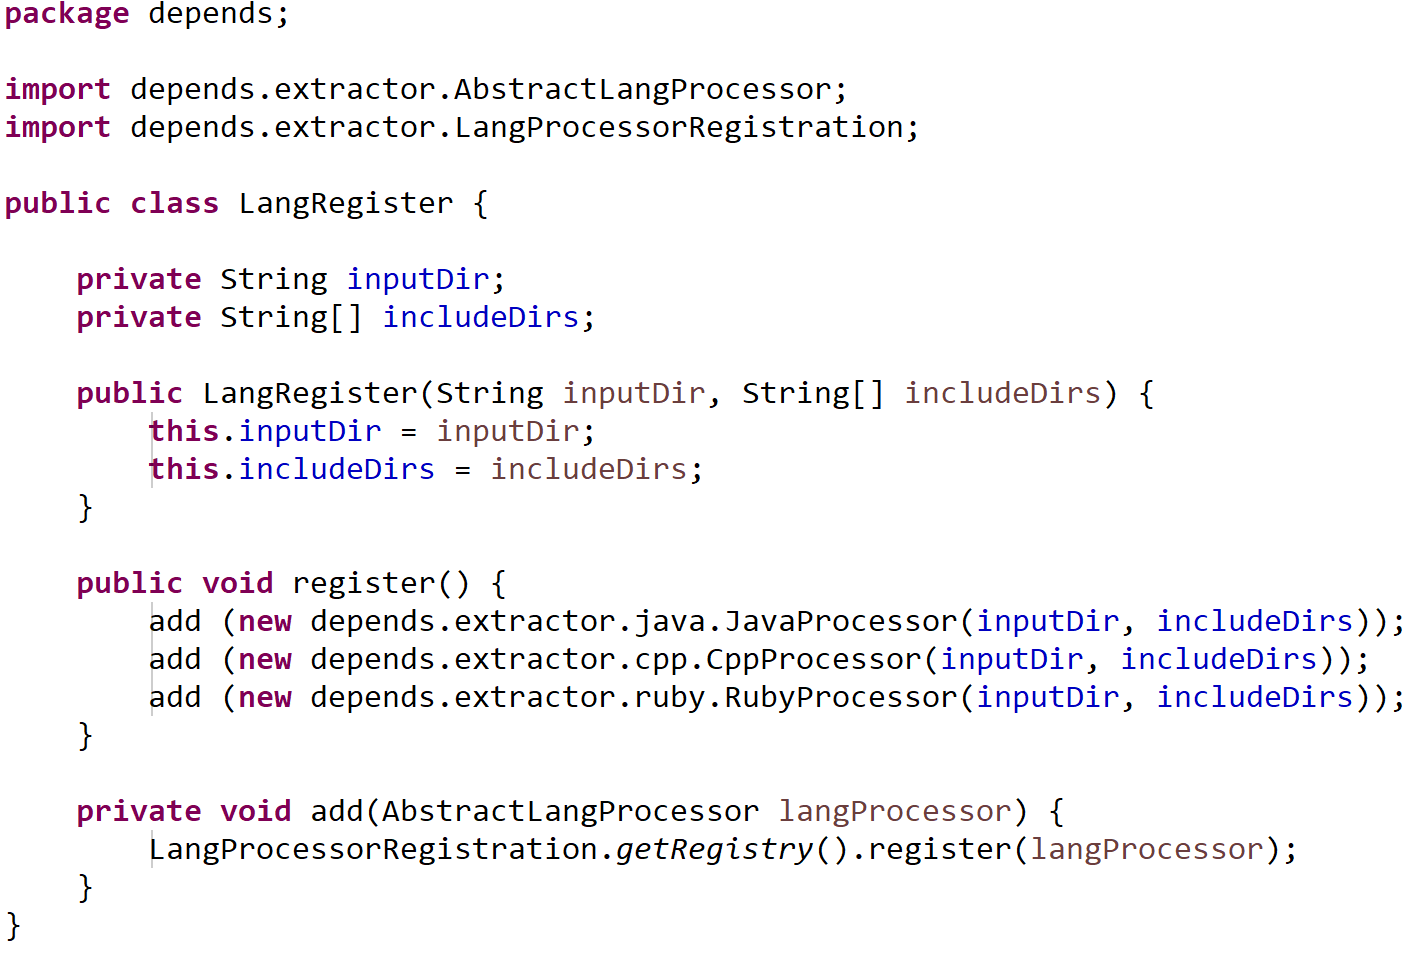 package depends;
import depends.extractor.AbstractLangProcessor;
import depends.extractor.LangProcessorRegistration;
public class LangRegister {
private String inputDir;
private String[] includeDirs;
public LangRegister(String inputDir, String[] includeDirs) {
this.inputDir = inputDir;
this.includeDirs = includeDirs;
}
public void register() {
add (new depends.extractor.java.JavaProcessor(inputDir, includeDirs));
add (new depends.extractor.cpp.CppProcessor(inputDir, includeDirs));
add (new depends.extractor.ruby.RubyProcessor(inputDir, includeDirs));
}
private void add(AbstractLangProcessor langProcessor) {
LangProcessorRegistration.getRegistry().register(langProcessor);
}
}